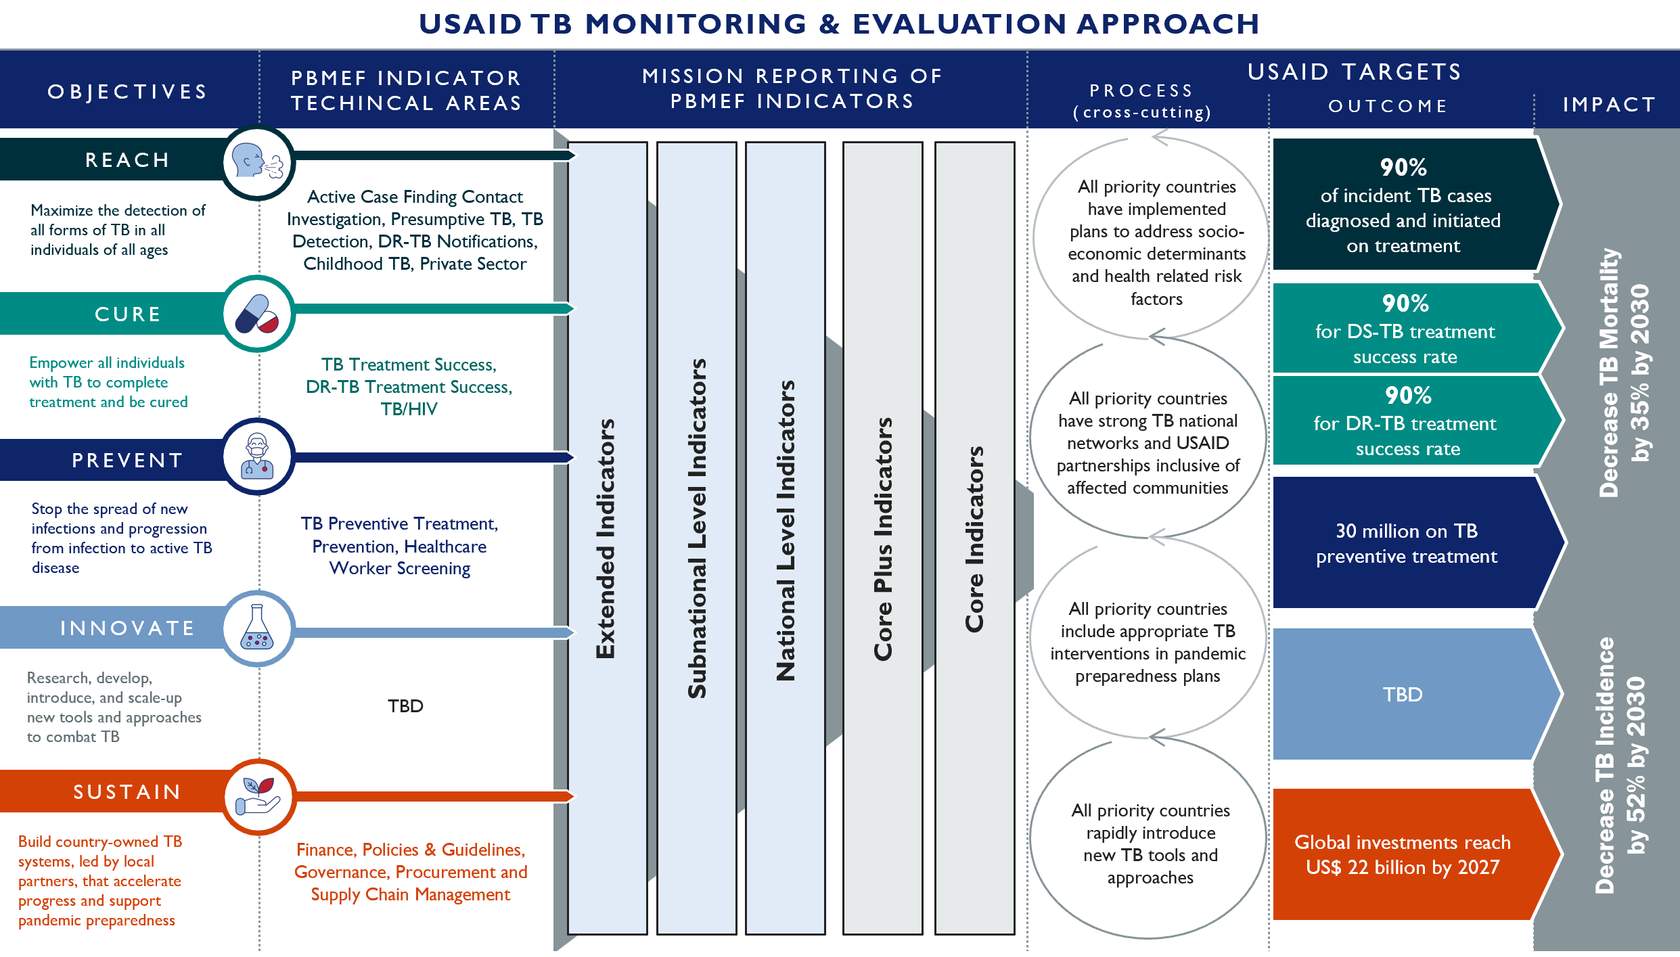 USAID TB MONITORING & EVALUATION APPROACH
OBJECTIVES
PBMEF INDICATOR
TECHINCAL AREAS
MISSION REPORTING OF
PBMEF INDICATORS
USAID TARGETS
PROCESS
(cross-cutting)
OUTCOME
IMPACT
REACH
Maximize the detection of
all forms of TB in all
individuals of all ages
Active Case Finding Contact
Investigation, Presumptive TB, TB
Detection, DR-TB Notifications,
Childhood TB, Private Sector
CURE
Empower all individuals
with TB to complete
treatment and be cured
TB Treatment Success,
DR-TB Treatment Success,
TB/HIV
PREVENT
Stop the spread of new
infections and progression
from infection to active TB
disease
TB Preventive Treatment,
Prevention, Healthcare
Worker Screening
INNOVATE
Research, develop,
introduce, and scale-up
new tools and approaches
to combat TB
TBD
SUSTAIN
Build country-owned TB
systems, led by local
partners, that accelerate
progress and support
pandemic preparedness
Finance, Policies & Guidelines,
Governance, Procurement and
Supply Chain Management
Extended Indicators
Subnational Level Indicators
National Level Indicators
Core Plus Indicators
Core Indicators
All priority countries
have implemented
plans to address socio-
economic determinants
and health related risk
factors
All priority countries
have strong TB national
networks and USAID
partnerships inclusive of
affected communities
All priority countries
include appropriate TB
interventions in pandemic
preparedness plans
All priority countries
rapidly introduce
new TB tools and
approaches
90%
of incident TB cases
diagnosed and initiated
on treatment
90%
for DS-TB treatment
success rate
90%
for DR-TB treatment
success rate
30 million on TB
preventive treatment
TBD
Global investments reach
US$ 22 billion by 2027
Decrease TB Mortality
by 35% by 2030
Decrease TB Incidence
by 52% by 2030